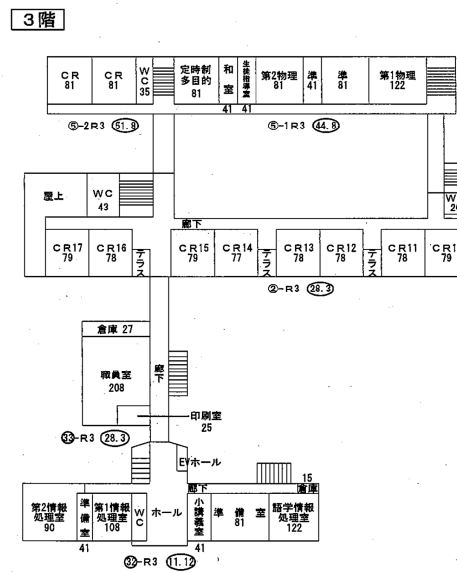 3階
CR
81
CR
81
WC
35
定時制
多目的
81
和室
41
生徒指導室
41
第2物理
81
準
41
準
81
第1物理
122
⑤-2R3 51.9
⑤-1R3 44.8
屋上
WC
43
廊下
CR17
79
CR16
78
テラス
CR15
79
CR14
77
テラス
CR13
78
CR12
78
テラス
CR11
78
②-R3 28.3
倉庫 27
職員室
208
廊下
印刷室
25
㉝-R3 28.3
EVホール
廊下
15
倉庫
第2情報
処理室
90
準備室
41
第1情報
処理室
108
WC
ホール
小講義室
41
準備室
81
語学情報
処理室
122
㉜-R3 11.12